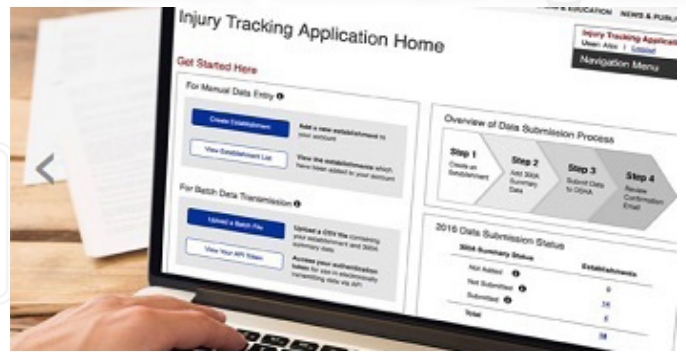 & EDUCATION NEWS & PUBLI
Injury Tracking Application Home
Injury Tracking Applicati
User: Alex | Logout
Navigation Menu
Get Started Here
For Manual Data Entry
Create Establishment
Add a new establishment to
your account
View Establishment List
View the establishments which
have been added to your account
For Batch Data Transmission
Upload a Batch File
Upload a CSV file containing
your establishment and 300A
summary data
View Your API Token
Access your authentication
token for use in electronically
transmitting data via API
Overview of Data Submission Process
Step 1
Create an
Establishment
Step 2
Add 300A
Summary
Data
Step 3
Submit Data
to OSHA
Step 4
Review
Confirmation
Email
2016 Data Submission Status
300A Summary Status Establishments
Not Added
Not Submitted
Submitted
Total